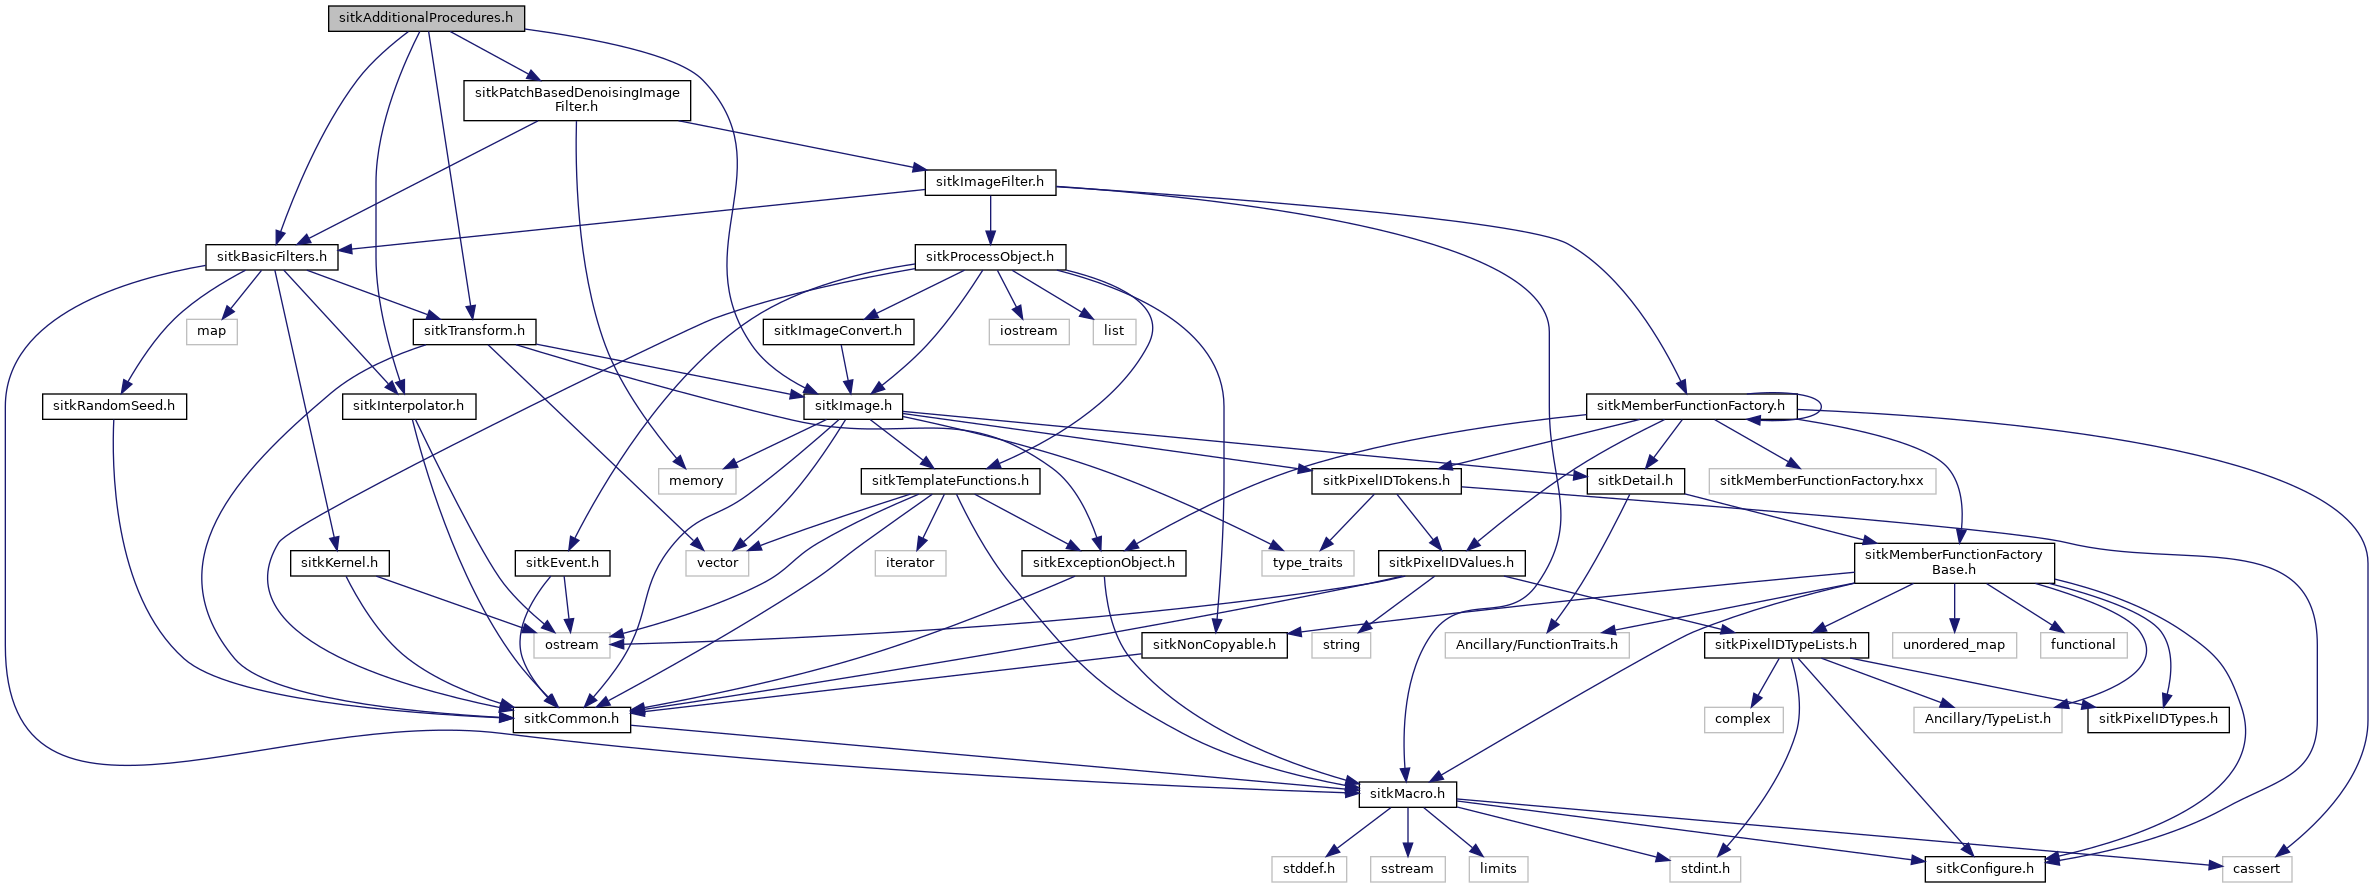 sitkAdditionalProcedures.h
sitkPatchBasedDenoisingImage
Filter.h
sitkImageFilter.h
sitkBasicFilters.h
sitkProcessObject.h
map
sitkTransform.h
sitkImageConvert.h
iostream
list
sitkRandomSeed.h
sitkInterpolator.h
sitkImage.h
sitkMemberFunctionFactory.h
memory
sitkTemplateFunctions.h
sitkPixelIDTokens.h
sitkDetail.h
sitkMemberFunctionFactory.hxx
sitkKernel.h
sitkEvent.h
vector
iterator
sitkExceptionObject.h
type_traits
sitkPixelIDValues.h
sitkMemberFunctionFactory
Base.h
ostream
sitkNonCopyable.h
string
Ancillary/FunctionTraits.h
sitkPixelIDTypeLists.h
unordered_map
functional
sitkCommon.h
complex
Ancillary/TypeList.h
sitkPixelIDTypes.h
sitkMacro.h
stddef.h
sstream
limits
stdint.h
sitkConfigure.h
cassert